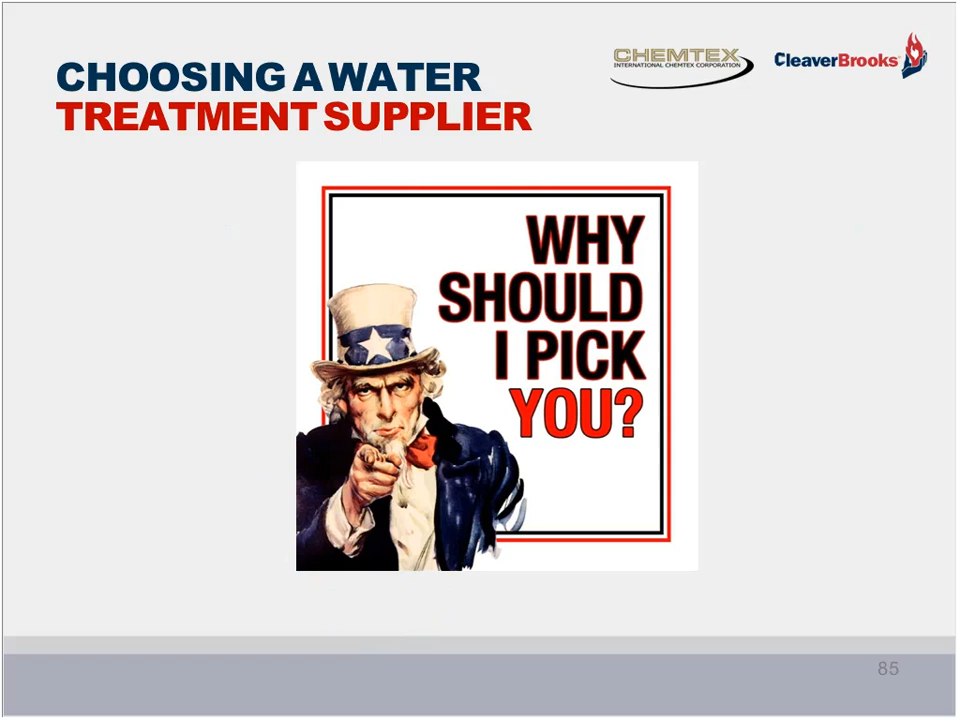 CHOOSING A WATER
TREATMENT SUPPLIER
CHEMTEX
INTERNATIONAL CHEMTEX CORPORATION
CleaverBrooks
WHY
SHOULD
I PICK
YOU?
85